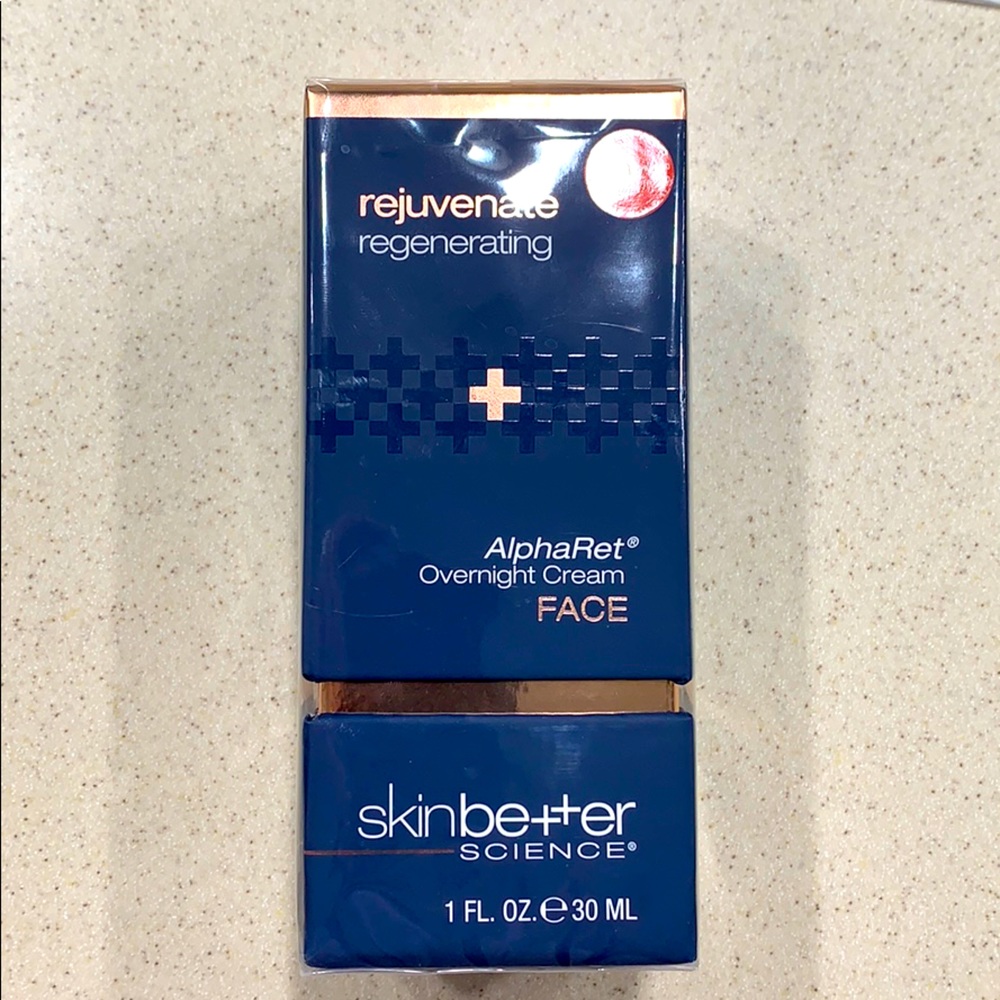 rejuvenate
regenerating
AlphaRet®
Overnight Cream
FACE
skinbetter
SCIENCE®
1 FL. OZ. ℮ 30 ML